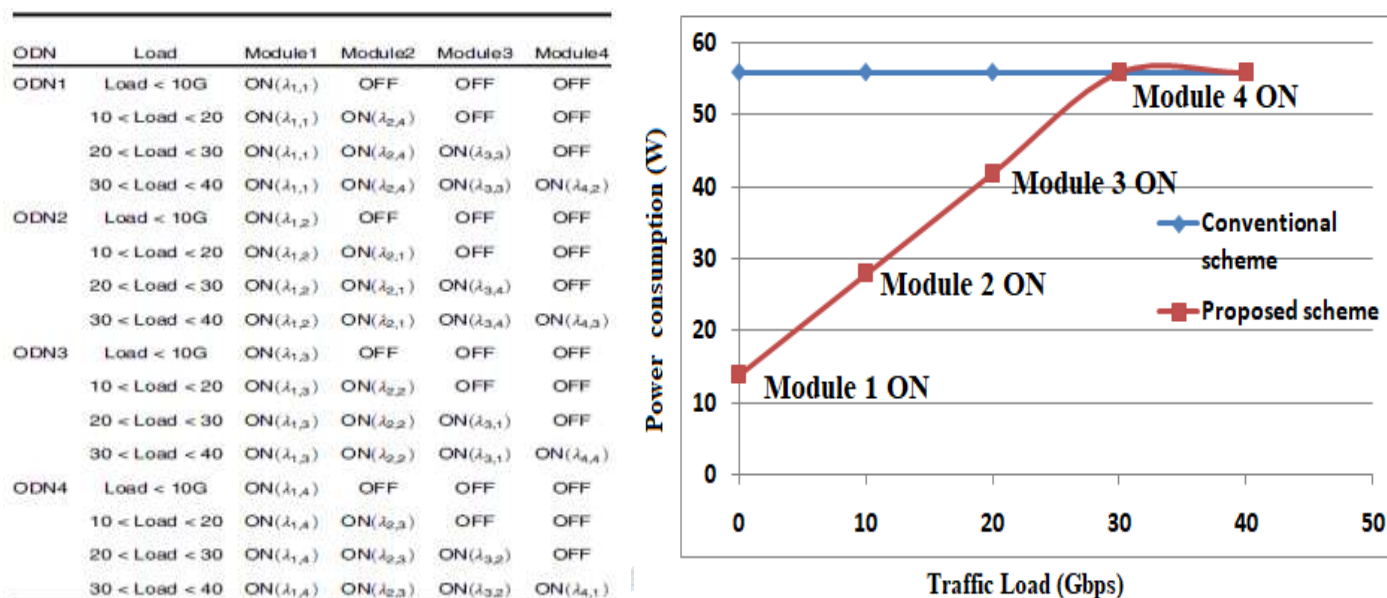 ODN Load Module1 Module2 Module3 Module4
ODN1 Load < 10G ON(λ1,1) OFF OFF OFF
10 < Load < 20 ON(λ1,1) ON(λ2,4) OFF OFF
20 < Load < 30 ON(λ1,1) ON(λ2,4) ON(λ3,3) OFF
30 < Load < 40 ON(λ1,1) ON(λ2,4) ON(λ3,3) ON(λ4,2)
ODN2 Load < 10G ON(λ1,2) OFF OFF OFF
10 < Load < 20 ON(λ1,2) ON(λ2,1) OFF OFF
20 < Load < 30 ON(λ1,2) ON(λ2,1) ON(λ3,4) OFF
30 < Load < 40 ON(λ1,2) ON(λ2,1) ON(λ3,4) ON(λ4,3)
ODN3 Load < 10G ON(λ1,3) OFF OFF OFF
10 < Load < 20 ON(λ1,3) ON(λ2,2) OFF OFF
20 < Load < 30 ON(λ1,3) ON(λ2,2) ON(λ3,1) OFF
30 < Load < 40 ON(λ1,3) ON(λ2,2) ON(λ3,1) ON(λ4,4)
ODN4 Load < 10G ON(λ1,4) OFF OFF OFF
10 < Load < 20 ON(λ1,4) ON(λ2,3) OFF OFF
20 < Load < 30 ON(λ1,4) ON(λ2,3) ON(λ3,2) OFF
30 < Load < 40 ON(λ1,4) ON(λ2,3) ON(λ3,2) ON(λ4,1)
Power consumption (W)
60
50
40
30
20
10
0
Module 4 ON
Module 3 ON
Module 2 ON
Module 1 ON
Conventional
scheme
Proposed scheme
0 10 20 30 40 50
Traffic Load (Gbps)